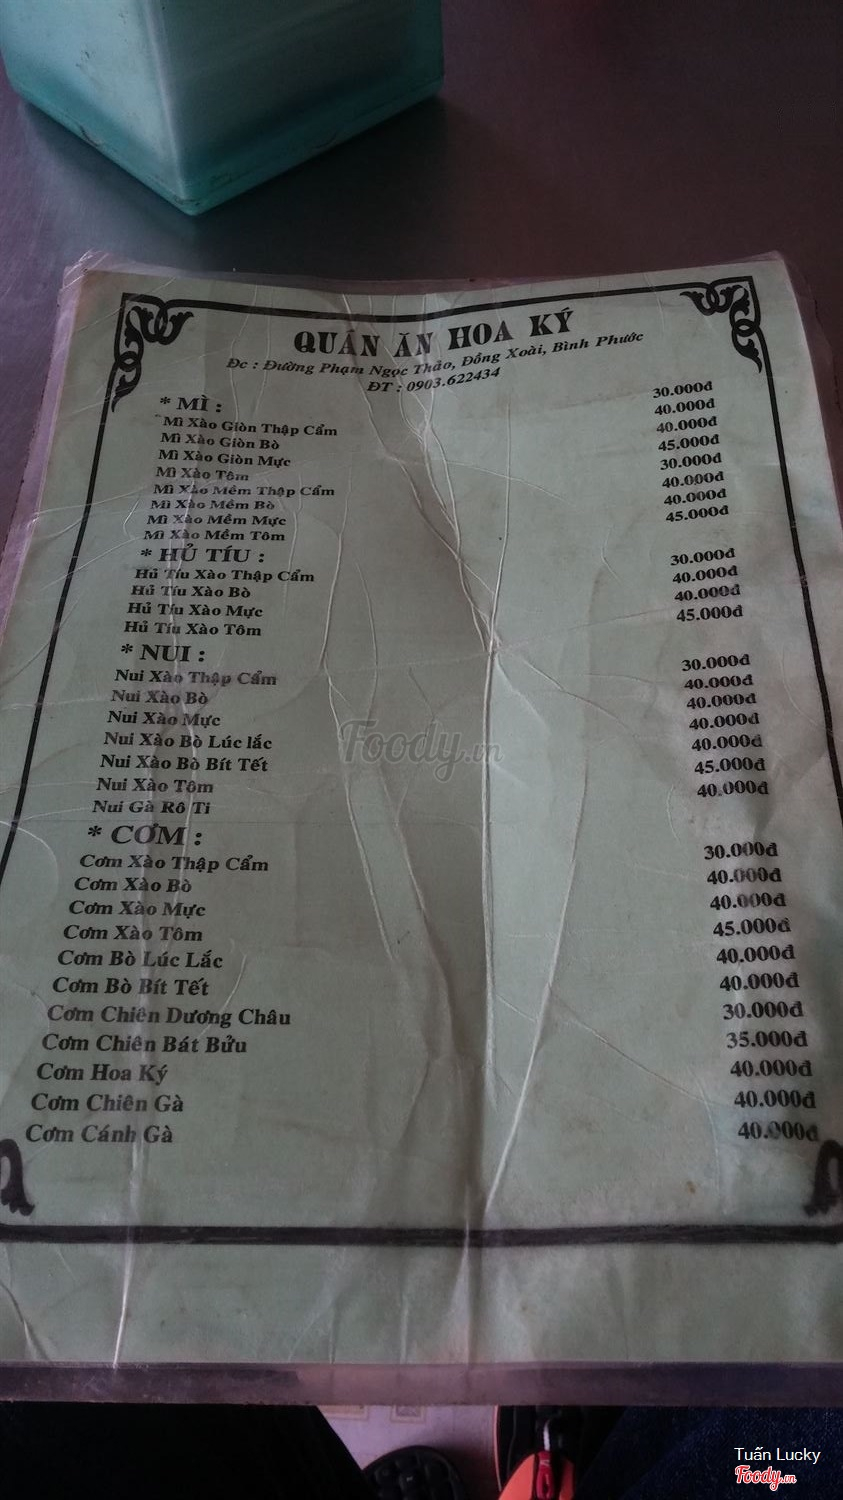 QUÁN ĂN HOA KÝ
Đc : Đường Phạm Ngọc Thảo, Đồng Xoài, Bình Phước
ĐT : 0903.622434
* MÌ :
Mì Xào Giòn Thập Cẩm 30.000đ
Mì Xào Giòn Bò 40.000đ
Mì Xào Giòn Mực 40.000đ
Mì Xào Tôm 45.000đ
Mì Xào Mềm Thập Cẩm 30.000đ
Mì Xào Mềm Bò 40.000đ
Mì Xào Mềm Mực 40.000đ
Mì Xào Mềm Tôm 45.000đ
* HỦ TÍU :
Hủ Tíu Xào Thập Cẩm 30.000đ
Hủ Tíu Xào Bò 40.000đ
Hủ Tíu Xào Mực 40.000đ
Hủ Tíu Xào Tôm 45.000đ
* NUI :
Nui Xào Thập Cẩm 30.000đ
Nui Xào Bò 40.000đ
Nui Xào Mực 40.000đ
Nui Xào Bò Lúc lắc 40.000đ
Nui Xào Bò Bít Tết 40.000đ
Nui Xào Tôm 45.000đ
Nui Gà Rô Ti 40.000đ
* CƠM :
Cơm Xào Thập Cẩm 30.000đ
Cơm Xào Bò 40.000đ
Cơm Xào Mực 40.000đ
Cơm Xào Tôm 45.000đ
Cơm Bò Lúc Lắc 40.000đ
Cơm Bò Bít Tết 40.000đ
Cơm Chiên Dương Châu 30.000đ
Cơm Chiên Bát Bửu 35.000đ
Cơm Hoa Ký 40.000đ
Cơm Chiên Gà 40.000đ
Cơm Cánh Gà 40.000đ
Foody.vn
Tuấn Lucky
Foody.vn